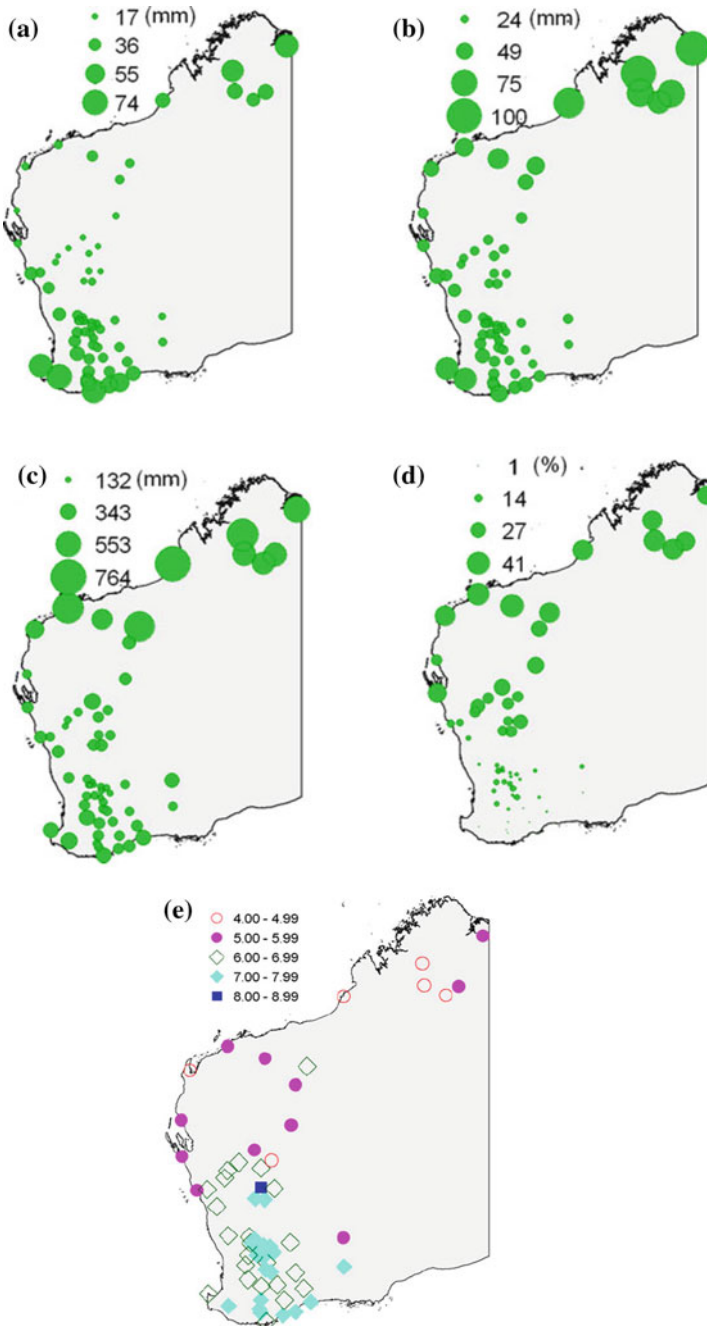 (a)
17 (mm)
36
55
74
(b)
24 (mm)
49
75
100
(c)
132 (mm)
343
553
764
(d)
1 (%)
14
27
41
(e)
4.00 - 4.99
5.00 - 5.99
6.00 - 6.99
7.00 - 7.99
8.00 - 8.99